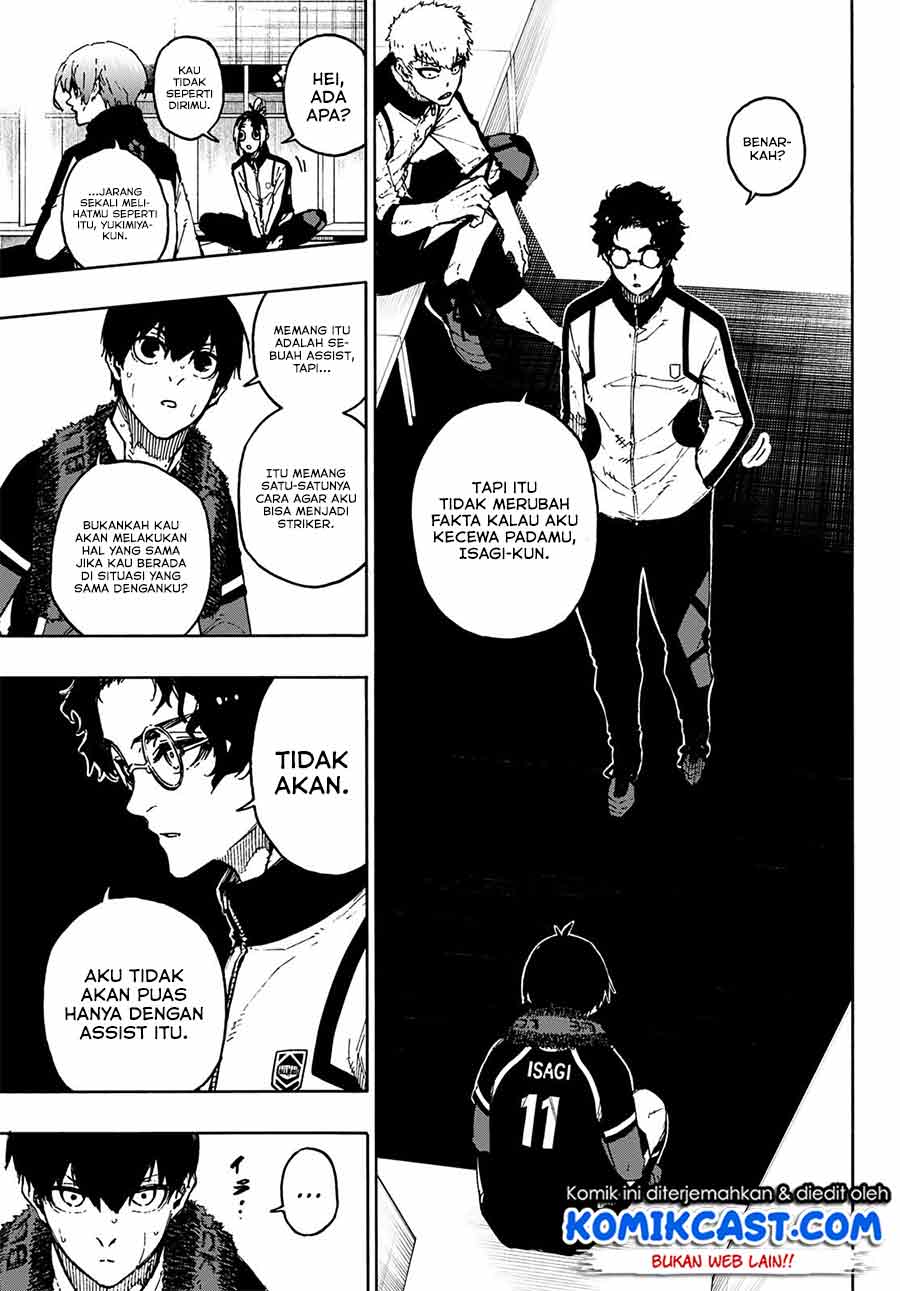 BENAR-
KAH?
TAPI ITU
TIDAK MERUBAH
FAKTA KALAU AKU
KECEWA PADAMU,
ISAGI-KUN.
ISAGI
11
HEI,
ADA
APA?
KAU
TIDAK
SEPERTI
DIRIMU.
...JARANG
SEKALI MELI-
HATMU SEPERTI
ITU, YUKIMIYA-
KUN.
MEMANG ITU
ADALAH SE-
BUAH ASSIST,
TAPI...
ITU MEMANG
SATU-SATUNYA
CARA AGAR AKU
BISA MENJADI
STRIKER.
BUKANKAH KAU
AKAN MELAKUKAN
HAL YANG SAMA
JIKA KAU BERADA
DI SITUASI YANG
SAMA DENGANKU?
TIDAK
AKAN.
AKU TIDAK
AKAN PUAS
HANYA DENGAN
ASSIST ITU.
...
Komik ini diterjemahkan & diedit oleh
KOMIKCAST.COM
BUKAN WEB LAIN!!